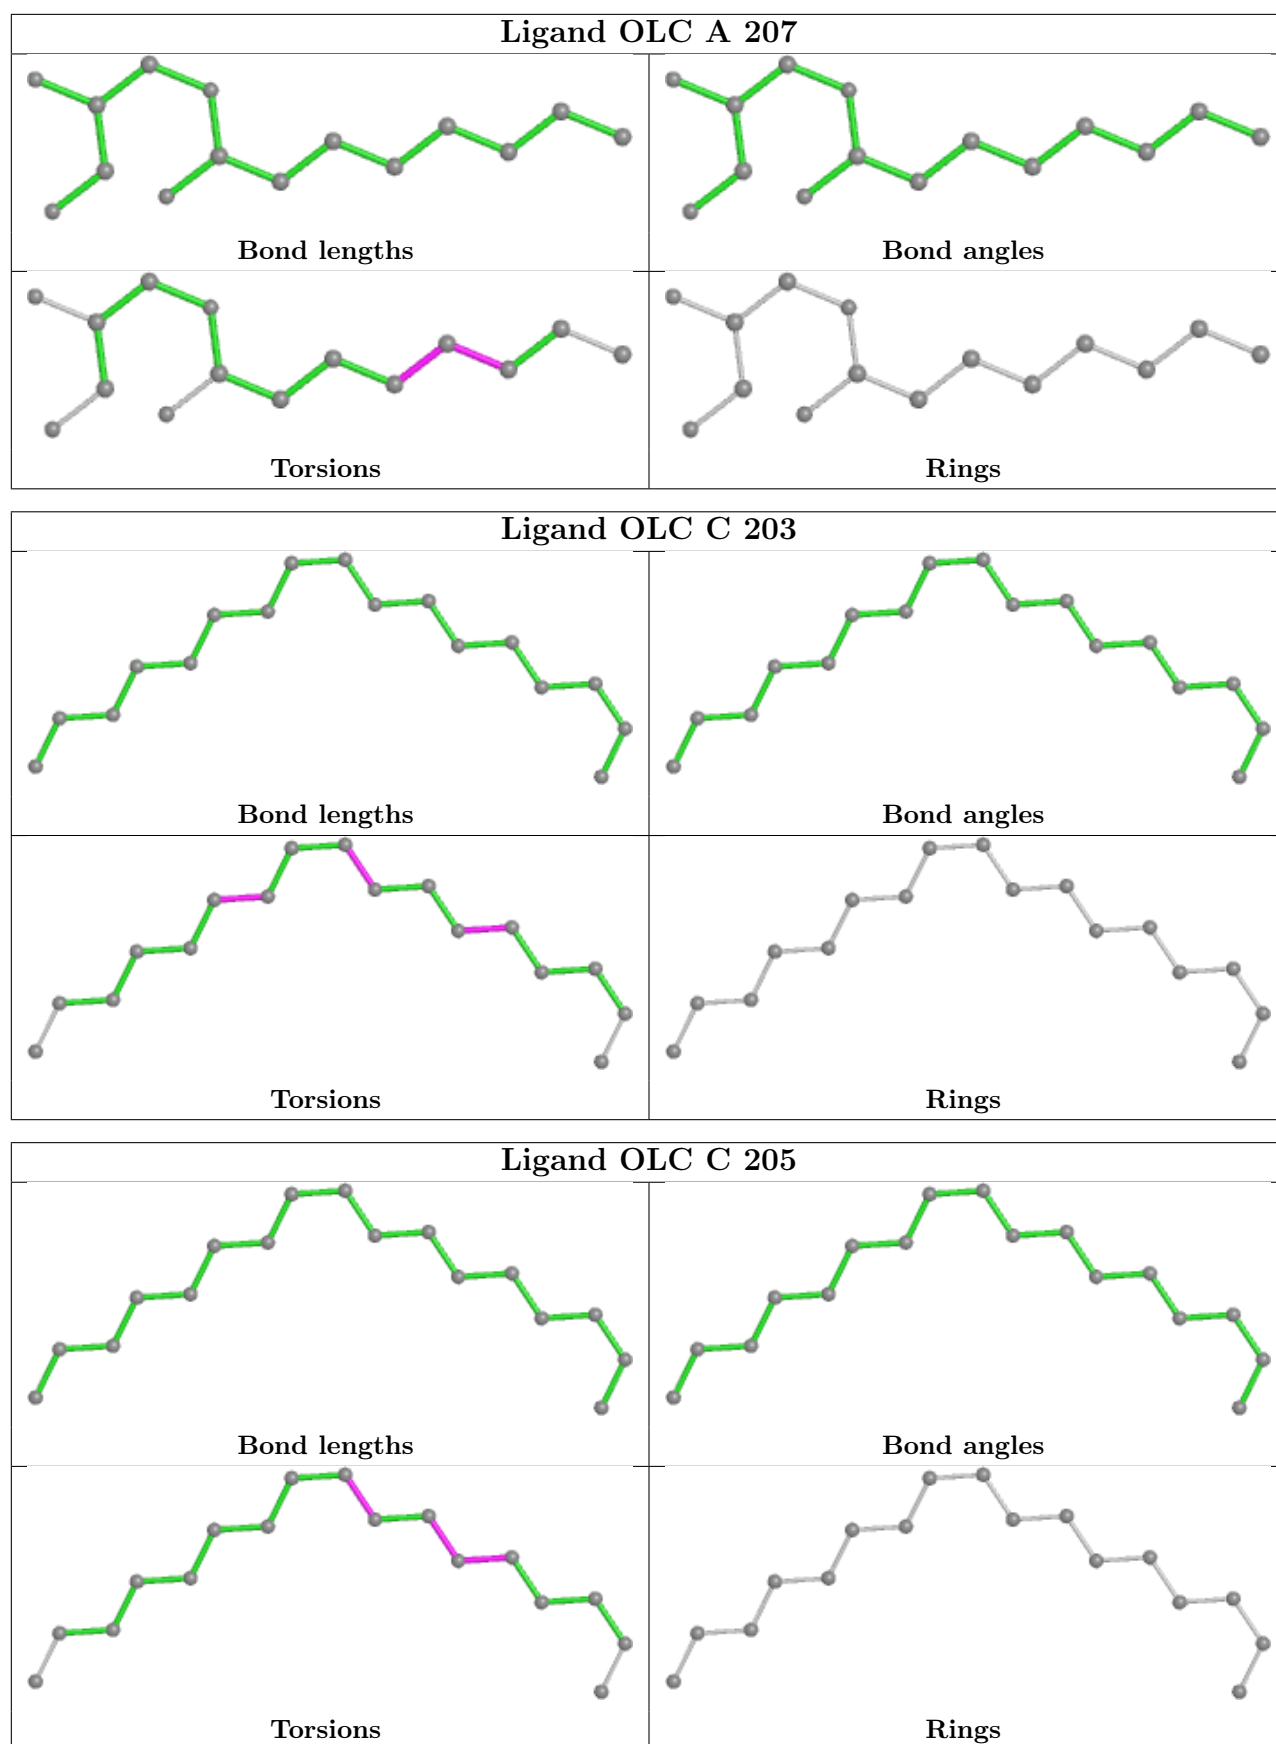 Ligand OLC A 207
Bond lengths
Bond angles
Torsions
Rings
Ligand OLC C 203
Bond lengths
Bond angles
Torsions
Rings
Ligand OLC C 205
Bond lengths
Bond angles
Torsions
Rings